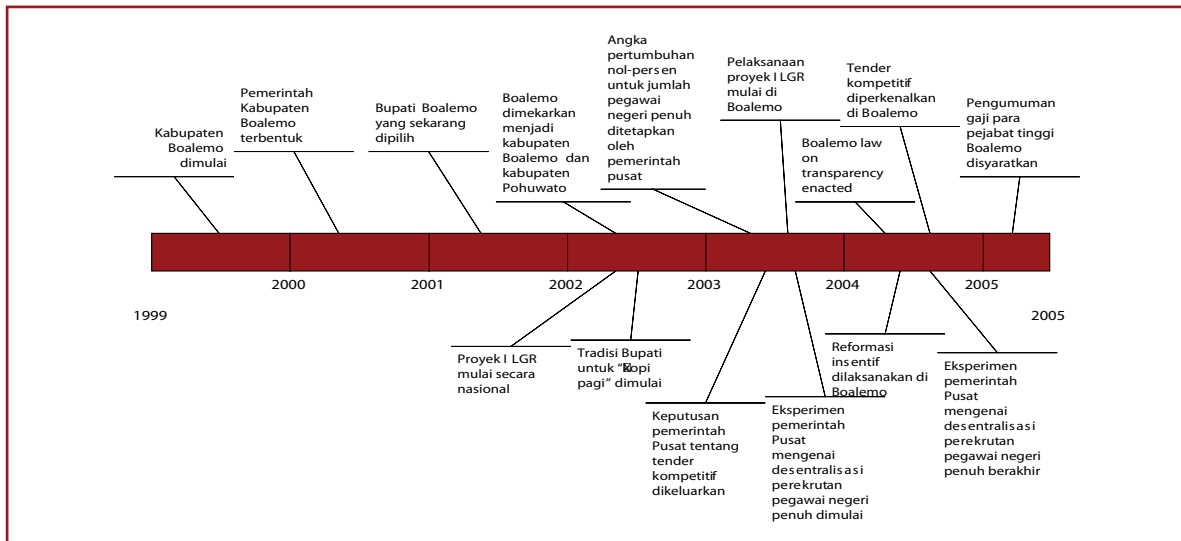 Kabupaten
Boalemo
dimulai
Pemerintah
Kabupaten
Boalemo
terbentuk
Bupati Boalemo
yang sekarang
dipilih
Boalemo
dimekarkan
menjadi
kabupaten
Boalemo dan
kabupaten
Pohuwato
Angka
pertumbuhan
nol-persen
untuk jumlah
pegawai
negeri penuh
ditetapkan
oleh
pemerintah
pusat
Pelaksanaan
proyek I LGR
mulai di
Boalemo
Boalemo law
on
transparency
enacted
Tender
kompetitif
diperkenalkan
di Boalemo
Pengumuman
gaji para
pejabat tinggi
Boalemo
disyaratkan
2000
2001
2002
2003
2004
2005
1999
2005
Proyek I LGR
mulai secara
nasional
Tradisi Bupati
untuk "Kopi
pagi" dimulai
Keputusan
pemerintah
Pusat tentang
tender
kompetitif
dikeluarkan
Eksperimen
pemerintah
Pusat
mengenai
desentralisasi
perekrutan
pegawai negeri
penuh dimulai
Reformasi
insentif
dilaksanakan di
Boalemo
Eksperimen
pemerintah
Pusat
mengenai
desentralisasi
perekrutan
pegawai negeri
penuh berakhir